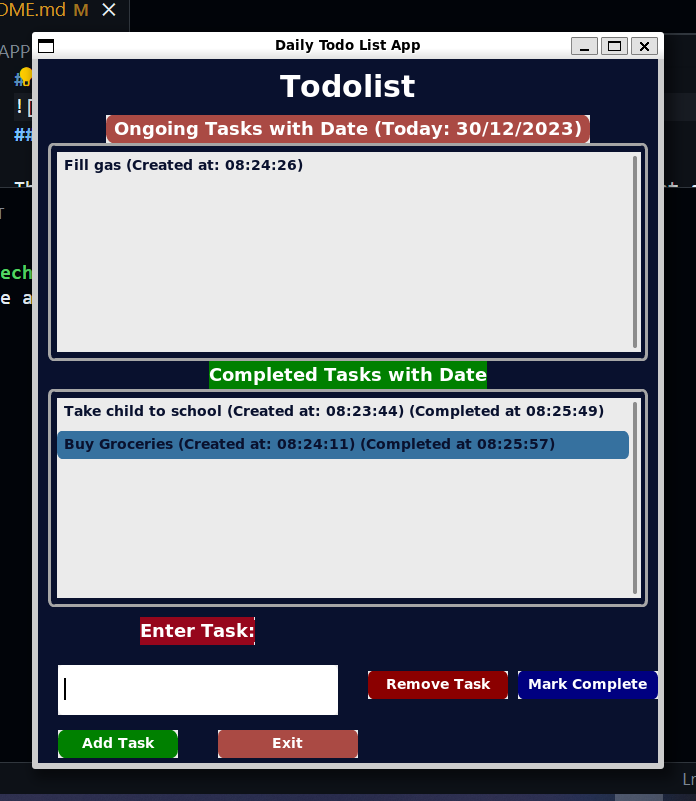 DME.md M
Daily Todo List App
APP
Todolist
Ongoing Tasks with Date (Today: 30/12/2023)
##
Fill gas (Created at: 08:24:26)
ech
e a
Completed Tasks with Date
Take child to school (Created at: 08:23:44) (Completed at 08:25:49)
Buy Groceries (Created at: 08:24:11) (Completed at 08:25:57)
Enter Task:
Remove Task
Mark Complete
Add Task
Exit